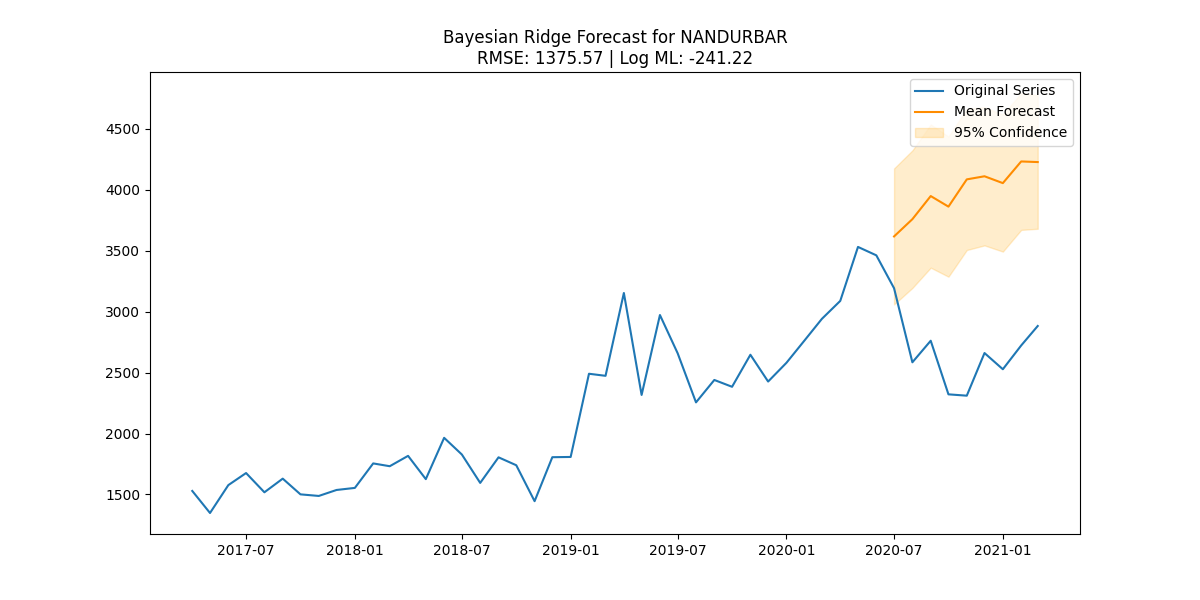 Bayesian Ridge Forecast for NANDURBAR
RMSE: 1375.57 | Log ML: -241.22
Original Series
Mean Forecast
95% Confidence
4500
4000
3500
3000
2500
2000
1500
2017-07 2018-01 2018-07 2019-01 2019-07 2020-01 2020-07 2021-01